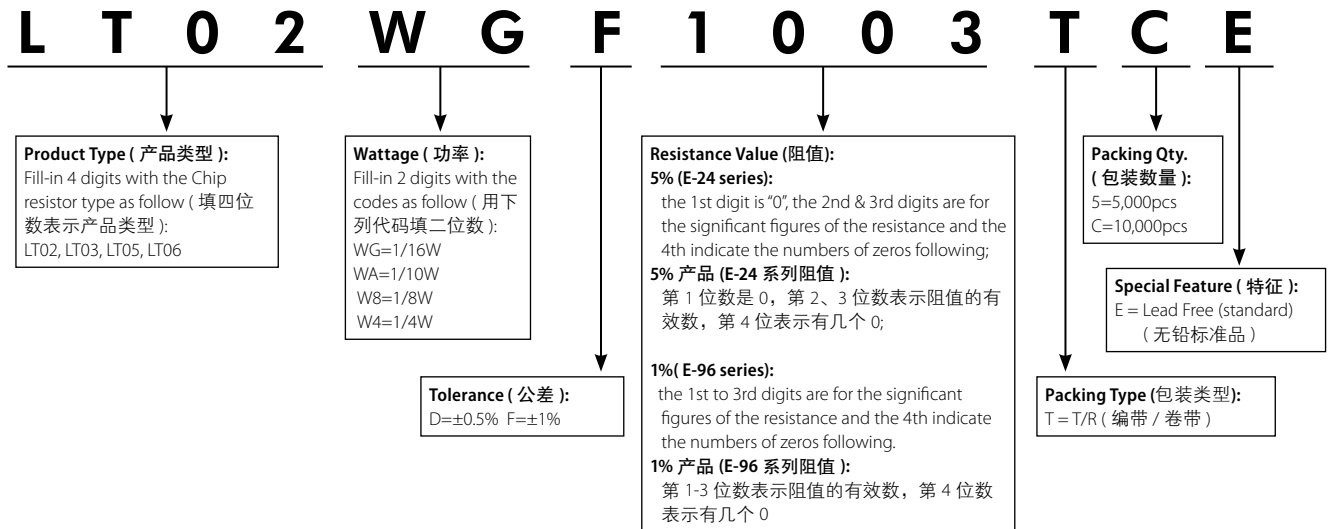 L T 0 2 W G F 1 0 0 3 T C E
Product Type ( 产品类型 ):
Fill-in 4 digits with the Chip
resistor type as follow ( 填四位
数表示产品类型 ):
LT02, LT03, LT05, LT06
Wattage ( 功率 ):
Fill-in 2 digits with the
codes as follow ( 用下
列代码填二位数 ):
WG=1/16W
WA=1/10W
W8=1/8W
W4=1/4W
Tolerance ( 公差 ):
D=±0.5% F=±1%
Resistance Value (阻值):
5% (E-24 series):
the 1st digit is “0”, the 2nd & 3rd digits are for
the significant figures of the resistance and the
4th indicate the numbers of zeros following;
5% 产品 (E-24 系列阻值 ):
第 1 位数是 0，第 2、3 位数表示阻值的有
效数，第 4 位表示有几个 0;
1%( E-96 series):
the 1st to 3rd digits are for the significant
figures of the resistance and the 4th indicate
the numbers of zeros following.
1% 产品 (E-96 系列阻值 ):
第 1-3 位数表示阻值的有效数，第 4 位数
表示有几个 0
Packing Qty.
( 包装数量 ):
5=5,000pcs
C=10,000pcs
Special Feature ( 特征 ):
E = Lead Free (standard)
( 无铅标准品 )
Packing Type (包装类型):
T = T/R ( 编带 / 卷带 )